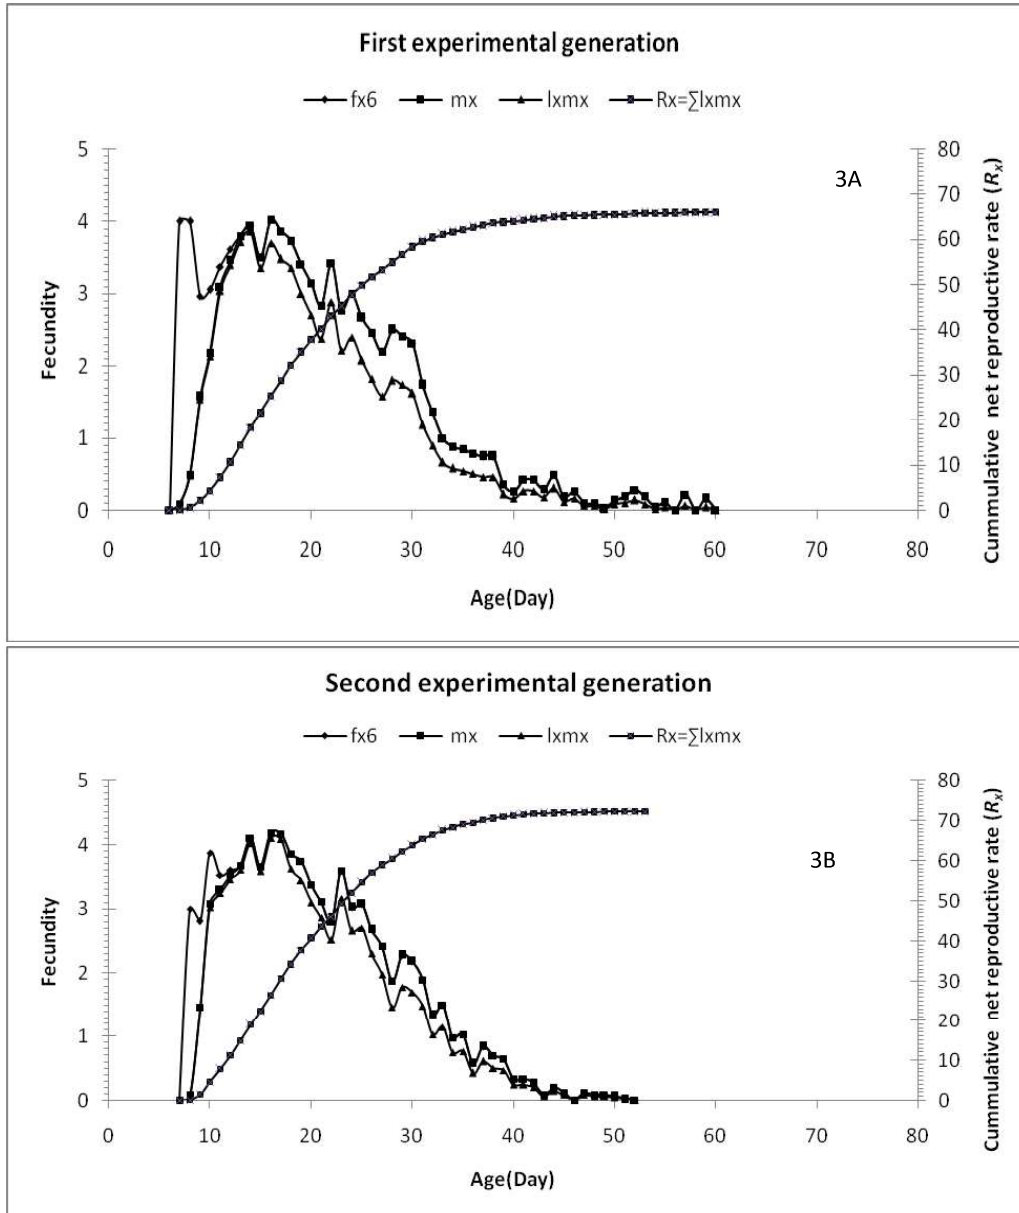 First experimental generation
fx6 mx lxmx Rx=∑lxmx
5
4
3
2
1
0
Fecundity
80
70
60
50
40
30
20
10
0
Cummulative net reproductive rate (Rx)
3A
0 10 20 30 40 50 60 70 80
Age(Day)
Second experimental generation
fx6 mx lxmx Rx=∑lxmx
5
4
3
2
1
0
Fecundity
80
70
60
50
40
30
20
10
0
Cummulative net reproductive rate (Rx)
3B
0 10 20 30 40 50 60 70 80
Age(Day)